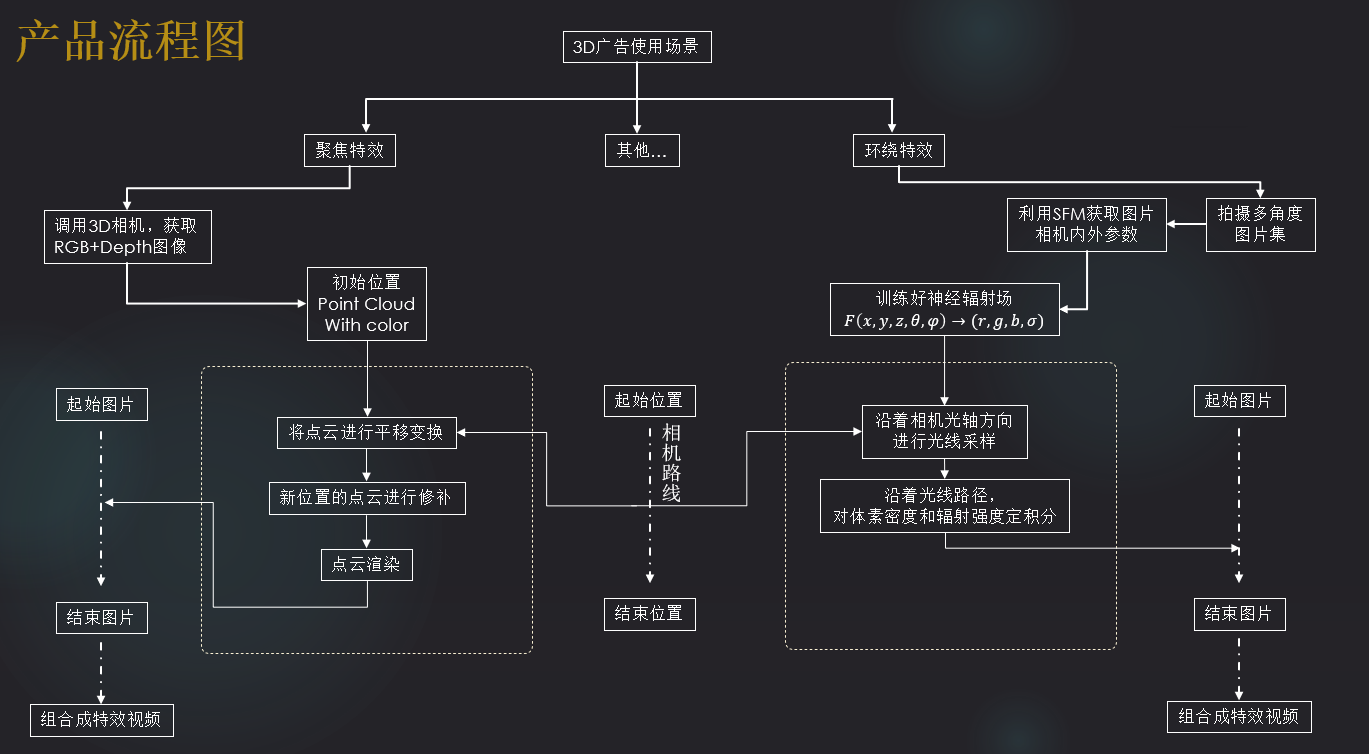 产品流程图
3D广告使用场景
聚焦特效
其他...
环绕特效
调用3D相机，获取
RGB+Depth图像
利用SFM获取图片
相机内外参数
拍摄多角度
图片集
初始位置
Point Cloud
With color
训练好神经辐射场
F(x, y, z, θ, φ) → (r, g, b, σ)
起始图片
将点云进行平移变换
新位置的点云进行修补
点云渲染
结束图片
组合成特效视频
起始位置
相机路线
结束位置
沿着相机光轴方向
进行光线采样
沿着光线路径，
对体素密度和辐射强度定积分
起始图片
结束图片
组合成特效视频